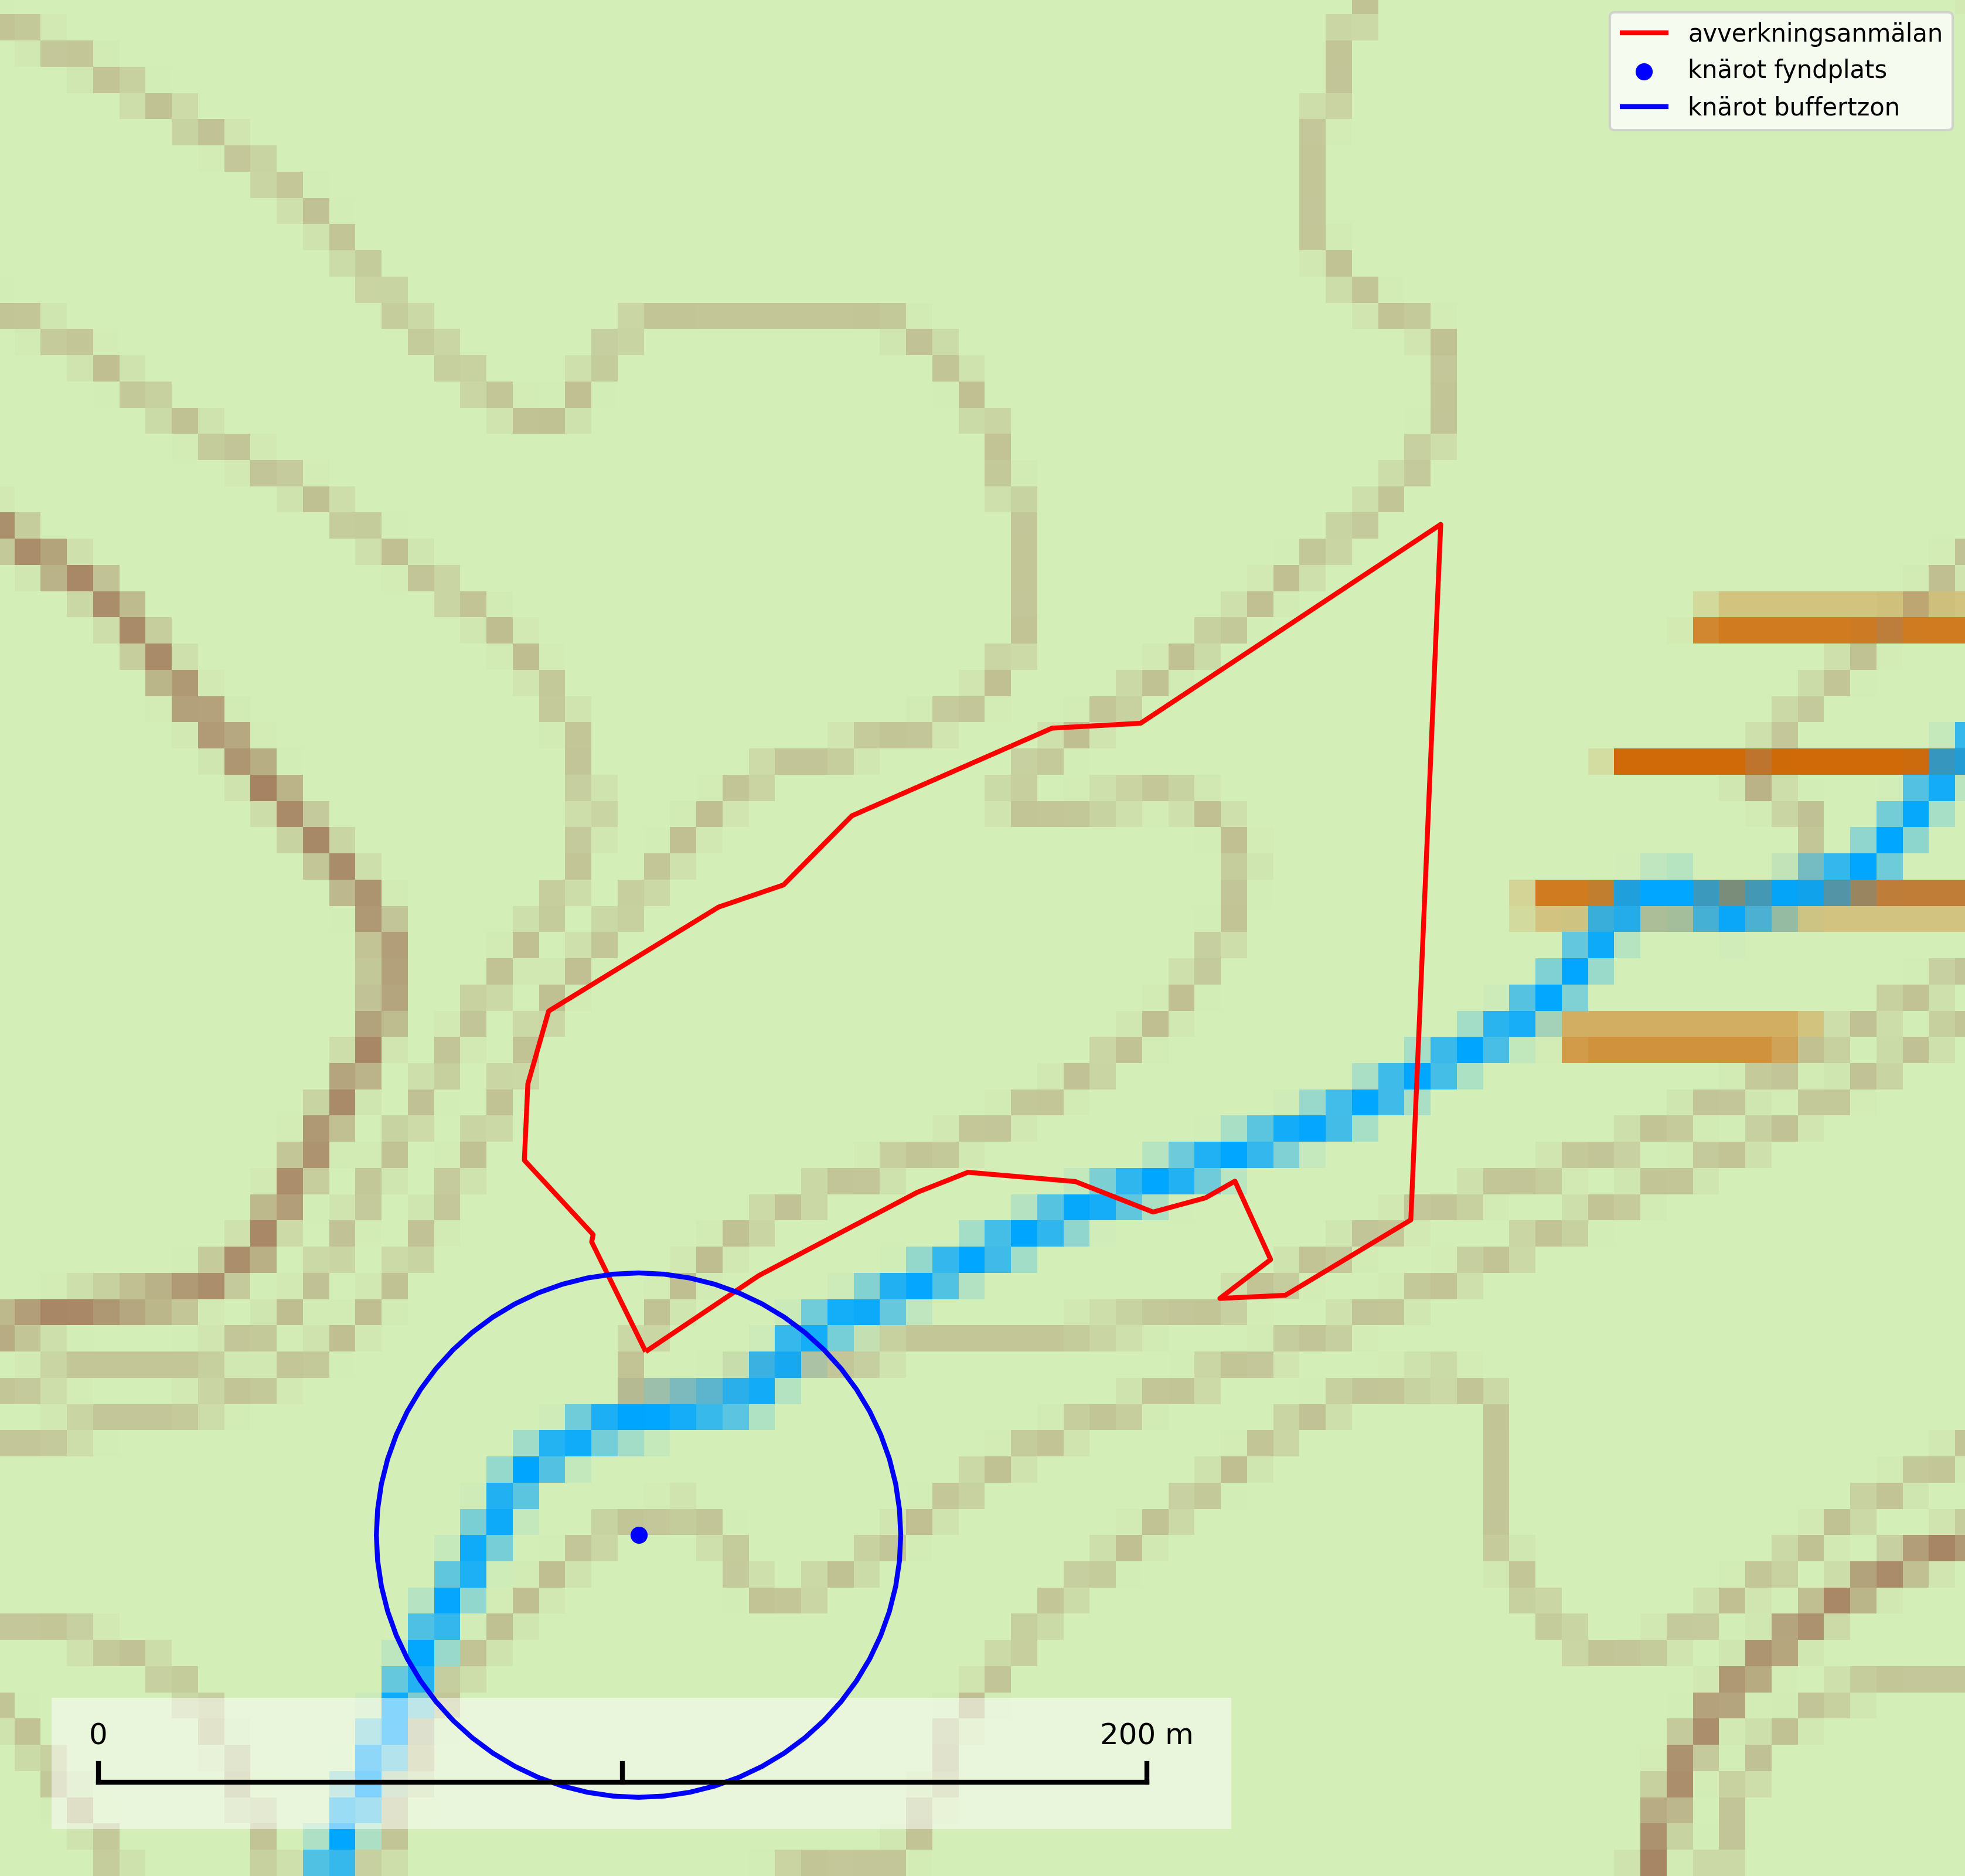 avverkningsanmälan
knärot fyndplats
knärot buffertzon
0
200 m